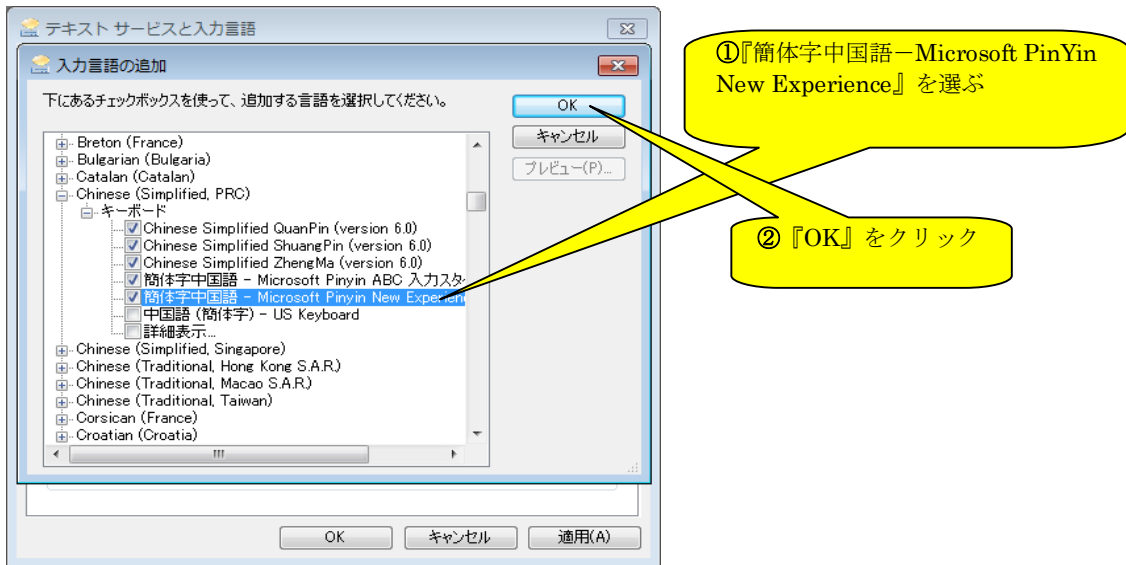 テキスト サービスと入力言語
入力言語の追加
下にあるチェックボックスを使って、追加する言語を選択してください。
OK
キャンセル
プレビュー(P)...
Breton (France)
Bulgarian (Bulgaria)
Catalan (Catalan)
Chinese (Simplified, PRC)
キーボード
Chinese Simplified QuanPin (version 6.0)
Chinese Simplified ShuangPin (version 6.0)
Chinese Simplified ZhengMa (version 6.0)
簡体字中国語 - Microsoft Pinyin ABC 入力スタ
簡体字中国語 - Microsoft Pinyin New Experienc
中国語 (簡体字) - US Keyboard
詳細表示...
Chinese (Simplified, Singapore)
Chinese (Traditional, Hong Kong S.A.R.)
Chinese (Traditional, Macao S.A.R.)
Chinese (Traditional, Taiwan)
Corsican (France)
Croatian (Croatia)
OK
キャンセル
適用(A)
①『簡体字中国語－Microsoft PinYin
New Experience』を選ぶ
②『OK』をクリック